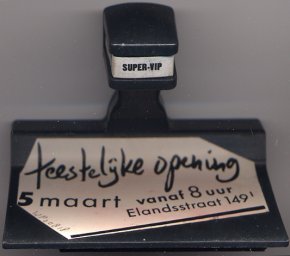 SUPER-VIP
feestelijke opening
5 maart vanaf 8 uur
Elandsstraat 149!